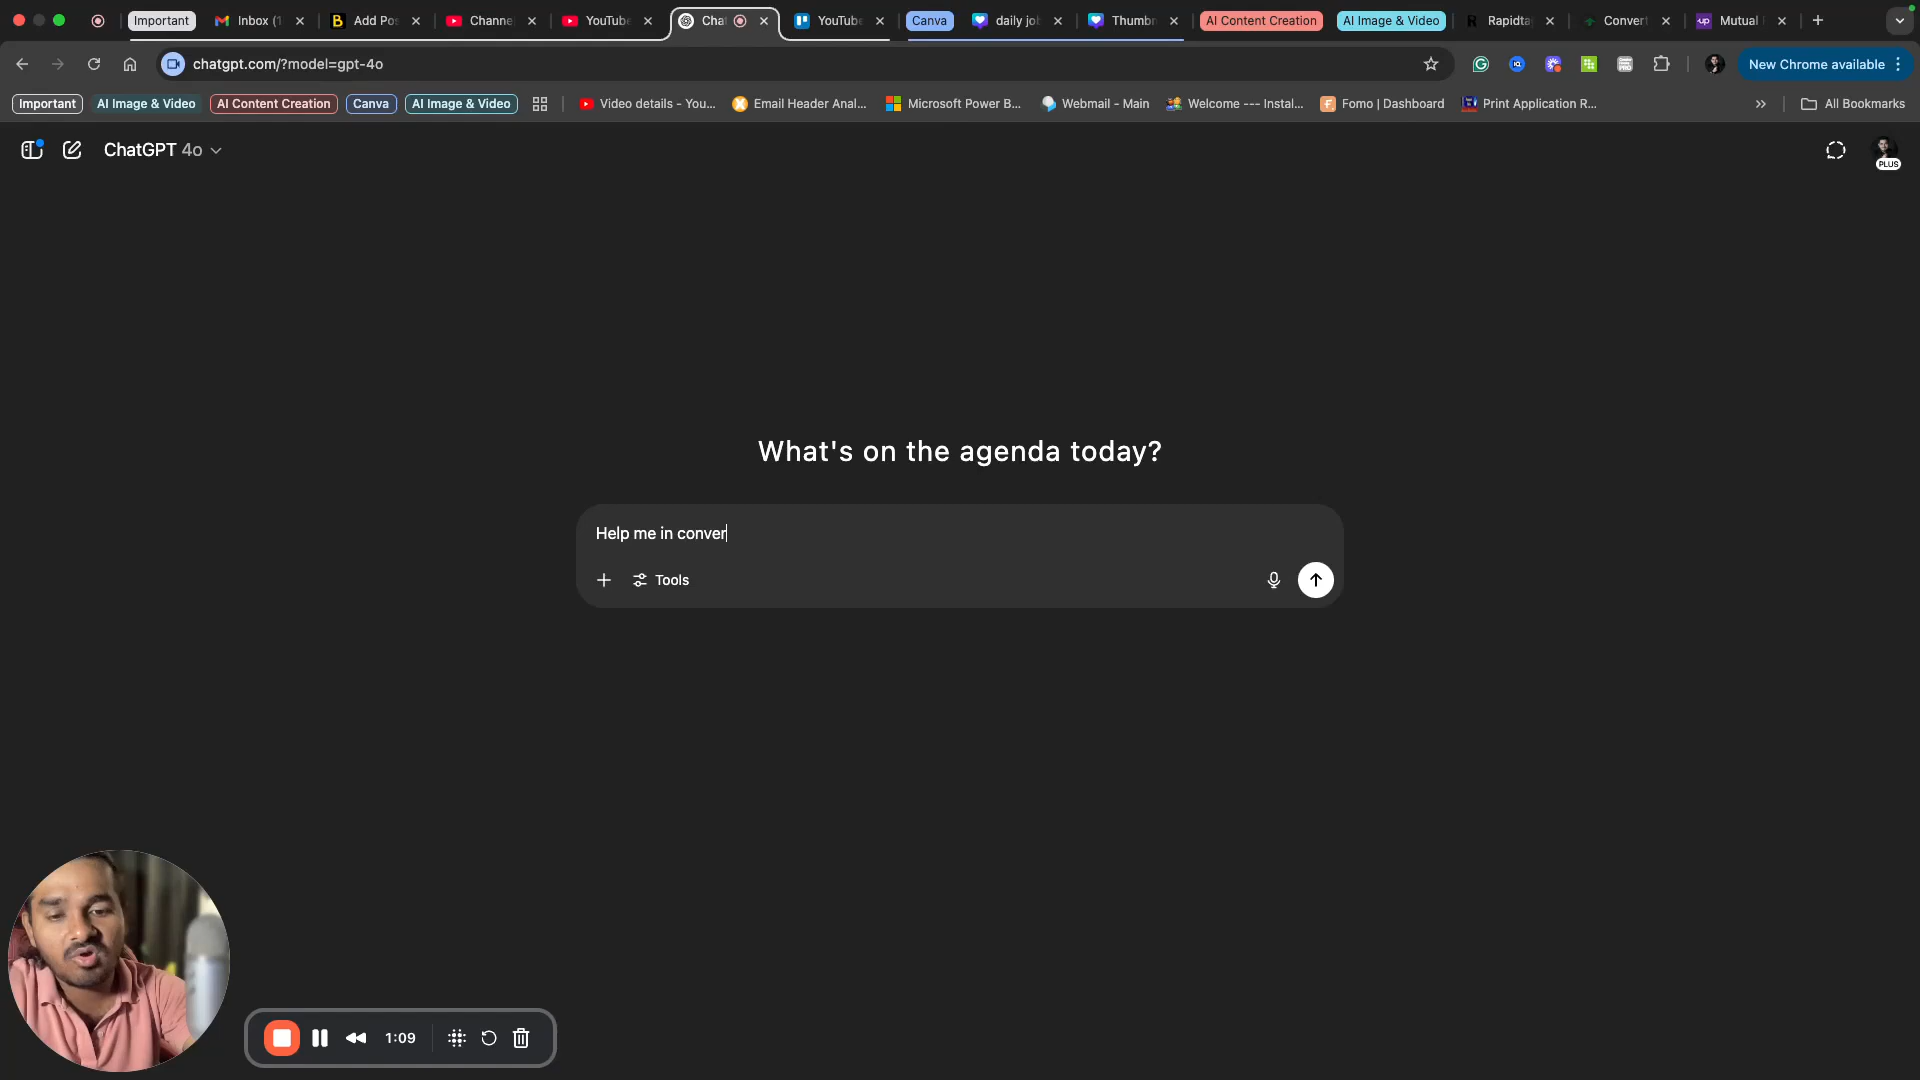 Important
Inbox (1
Add Po
Channe
YouTube
Chat
YouTube
Canva
daily jo
Thumbn
AI Content Creation
AI Image & Video
Rapidta
Convert
Mutual
chatgpt.com/?model=gpt-4o
New Chrome available
Important
AI Image & Video
AI Content Creation
Canva
AI Image & Video
Video details - You...
Email Header Anal...
Microsoft Power B...
Webmail - Main
Welcome --- Instal...
Fomo | Dashboard
Print Application R...
All Bookmarks
ChatGPT 4o
PLUS
What's on the agenda today?
Help me in conver
Tools
1:09